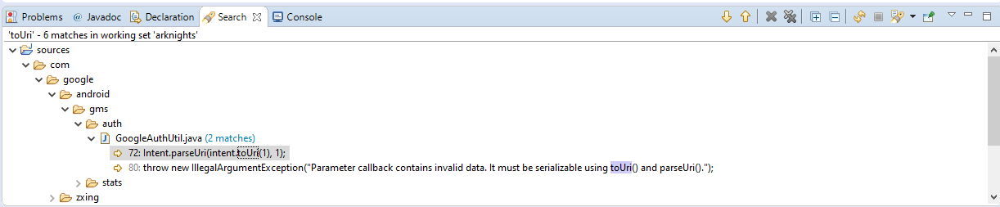 Problems @ Javadoc Declaration Search Console
'toUri' - 6 matches in working set 'arknights'
sources
com
google
android
gms
auth
GoogleAuthUtil.java (2 matches)
72: Intent.parseUri(intent.toUri(1), 1);
80: throw new IllegalArgumentException("Parameter callback contains invalid data. It must be serializable using toUri() and parseUri().");
stats
zxing